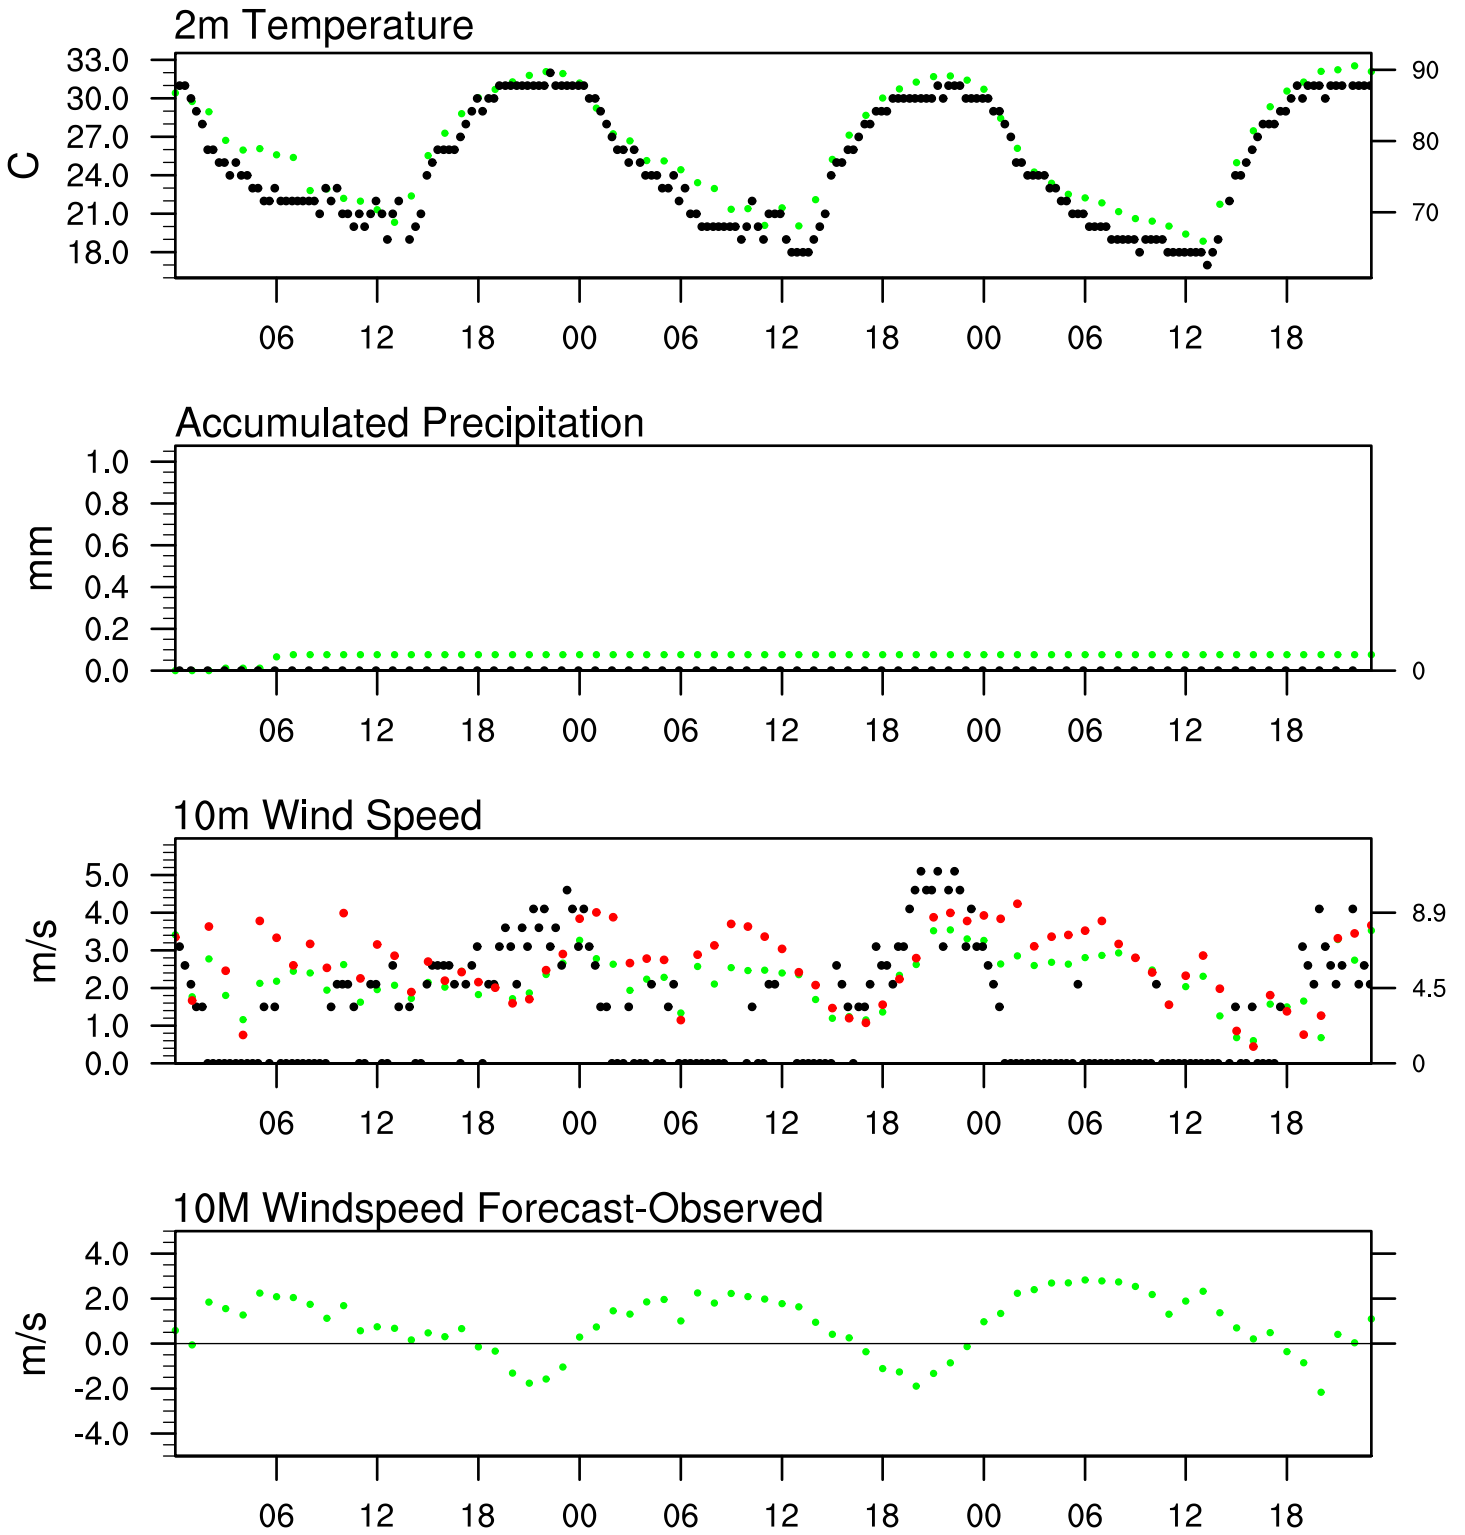 2m Temperature
C
33.0
30.0
27.0
24.0
21.0
18.0
90
80
70
06 12 18 00 06 12 18 00 06 12 18
Accumulated Precipitation
mm
1.0
0.8
0.6
0.4
0.2
0.0
0
06 12 18 00 06 12 18 00 06 12 18
10m Wind Speed
m/s
5.0
4.0
3.0
2.0
1.0
0.0
8.9
4.5
0
06 12 18 00 06 12 18 00 06 12 18
10M Windspeed Forecast-Observed
m/s
4.0
2.0
0.0
-2.0
-4.0
06 12 18 00 06 12 18 00 06 12 18